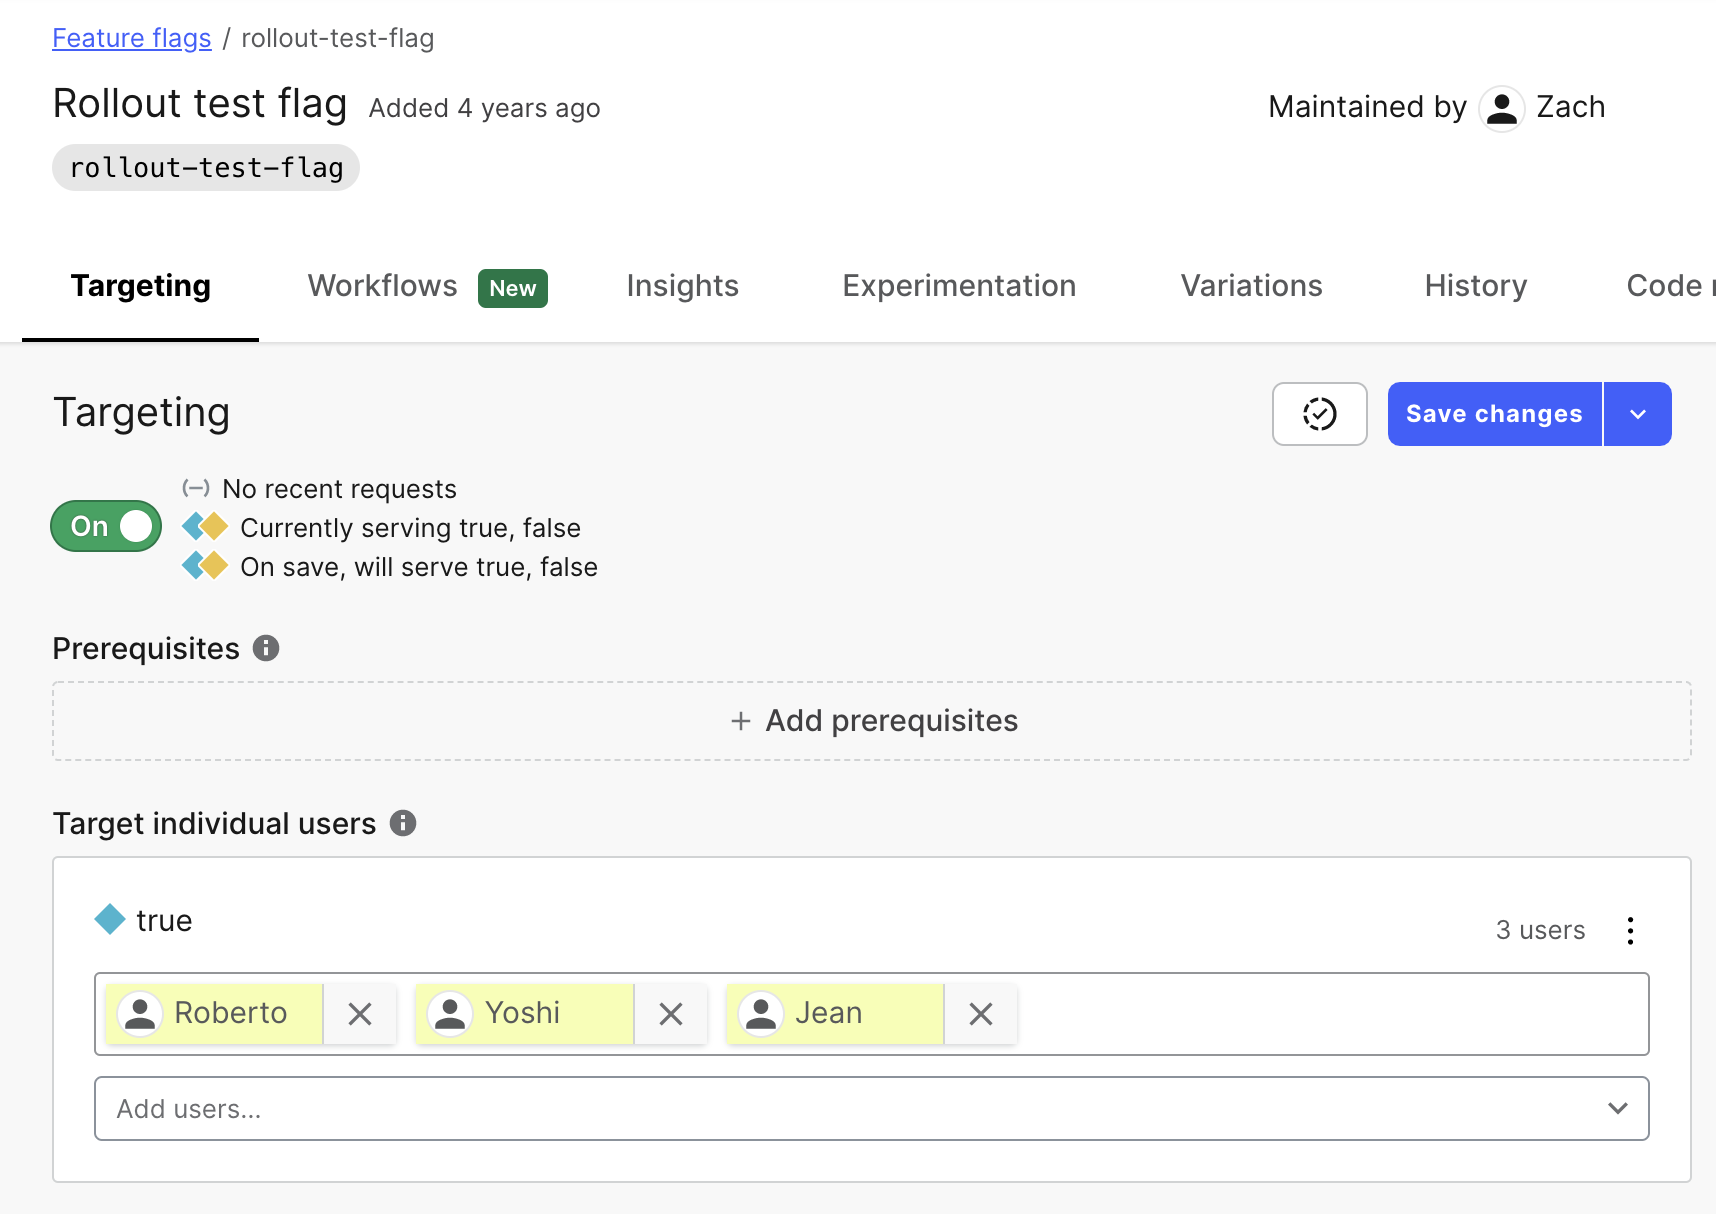 Feature flags / rollout-test-flag
Rollout test flag Added 4 years ago
Maintained by Zach
rollout-test-flag
Targeting Workflows New Insights Experimentation Variations History Code
Targeting
Save changes
No recent requests
On
Currently serving true, false
On save, will serve true, false
Prerequisites
+ Add prerequisites
Target individual users
true
3 users
Roberto Yoshi Jean
Add users...